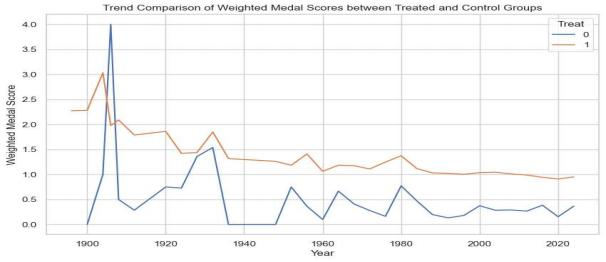 Trend Comparison of Weighted Medal Scores between Treated and Control Groups
Treat
0
1
4.0
3.5
3.0
2.5
2.0
1.5
1.0
0.5
0.0
Weighted Medal Score
1900 1920 1940 1960 1980 2000 2020
Year